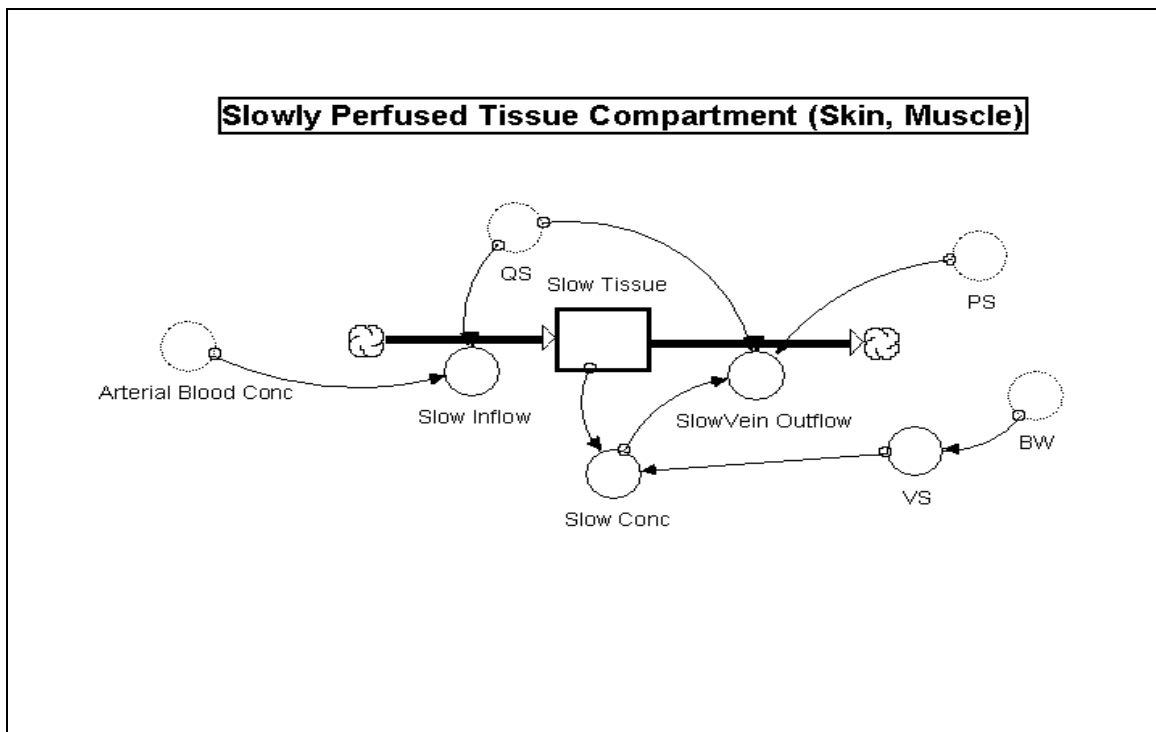 Slowly Perfused Tissue Compartment (Skin, Muscle)
QS
Slow Tissue
PS
Arterial Blood Conc
Slow Inflow
SlowVein Outflow
BW
VS
Slow Conc